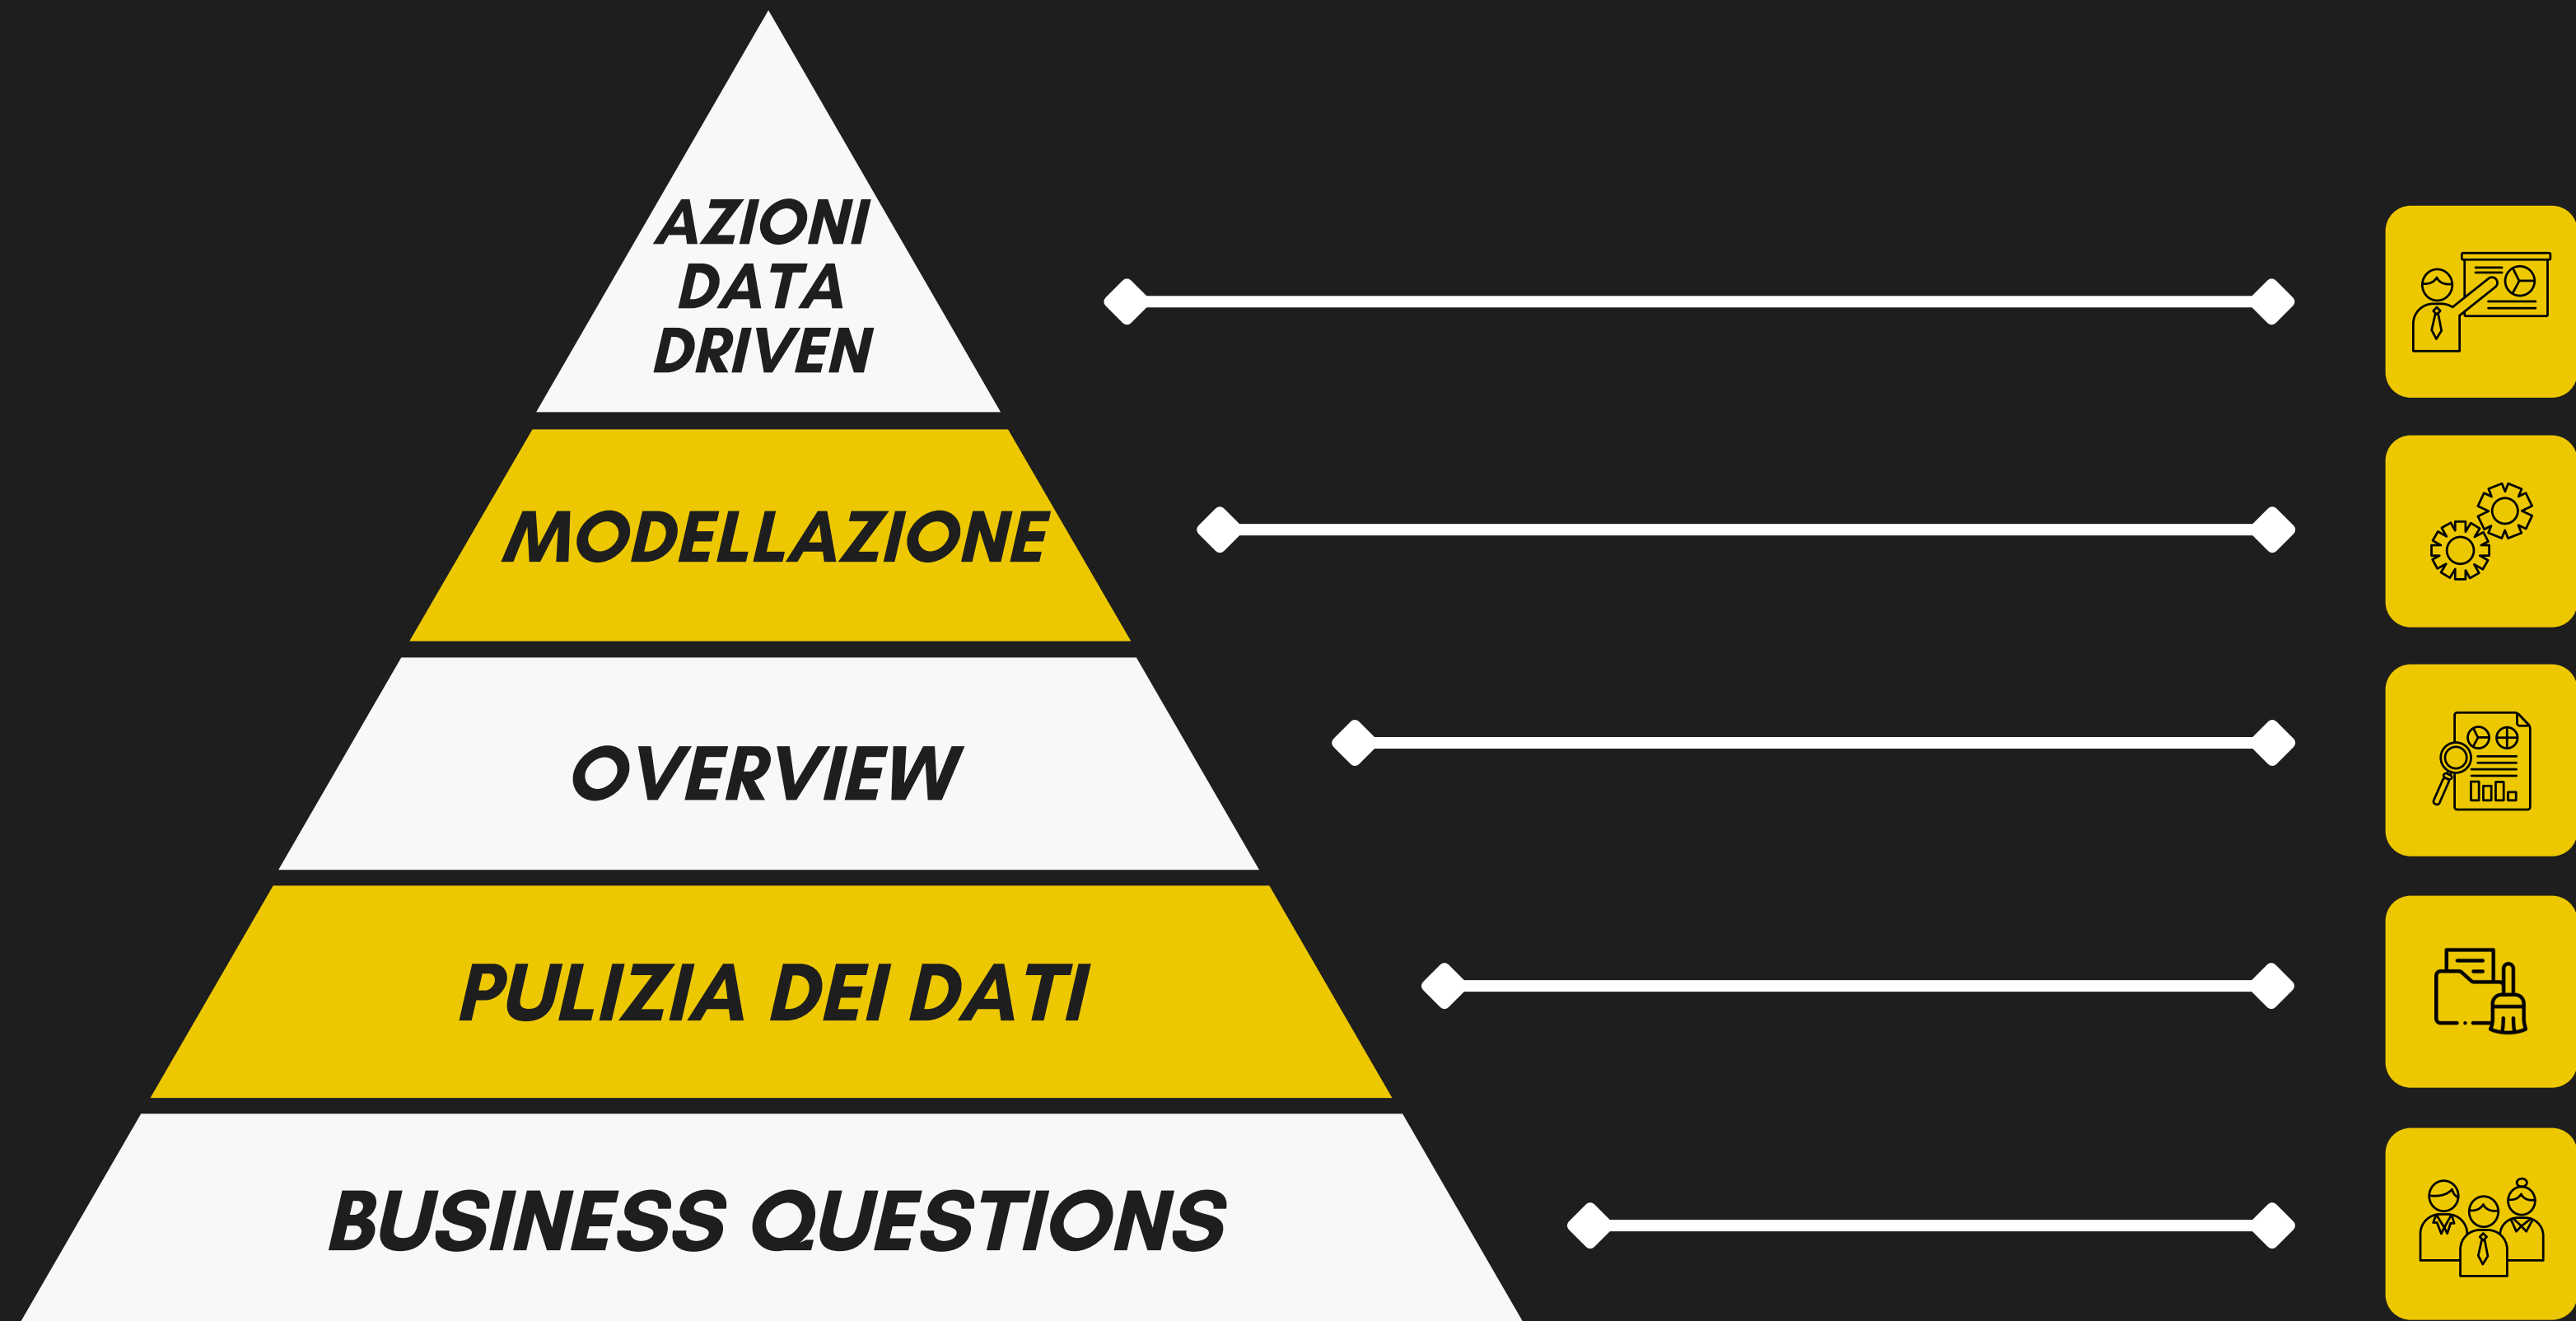 AZIONI
DATA
DRIVEN
MODELLAZIONE
OVERVIEW
PULIZIA DEI DATI
BUSINESS QUESTIONS